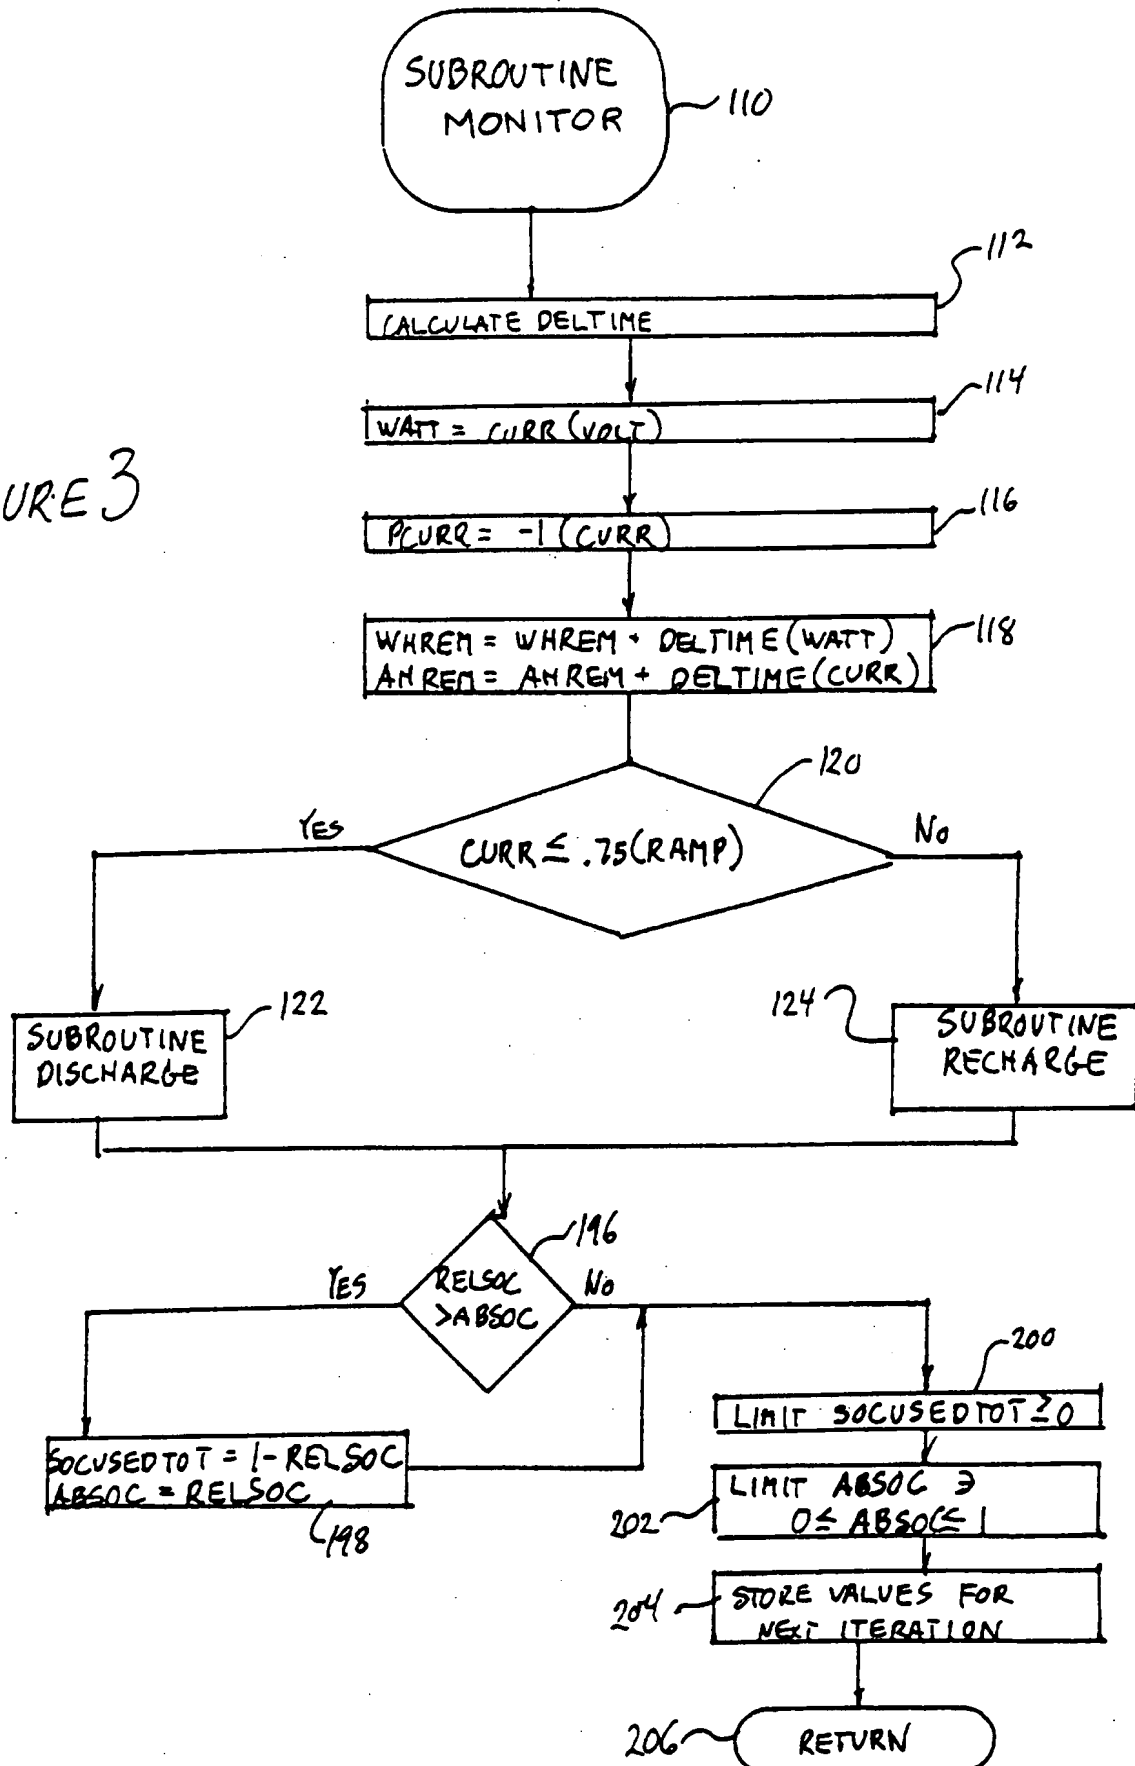 SUBROUTINE
MONITOR
110
112
CALCULATE DELTIME
114
WATT = CURR (VOLT)
URE 3
116
PCURR = -1 (CURR)
118
WHREM = WHREM + DELTIME (WATT)
AHREM = AHREM + DELTIME (CURR)
120
YES
CURR ≤ .75 (RAMP)
NO
122
SUBROUTINE
DISCHARGE
124
SUBROUTINE
RECHARGE
196
YES
RELSOC
>ABSOC
NO
200
LIMIT SOCUSEDTOT ≥ 0
SOCUSEDTOT = 1 - RELSOC
ABSOC = RELSOC
198
202
LIMIT ABSOC ∋
0 ≤ ABSOC ≤ 1
204
STORE VALUES FOR
NEXT ITERATION
206
RETURN